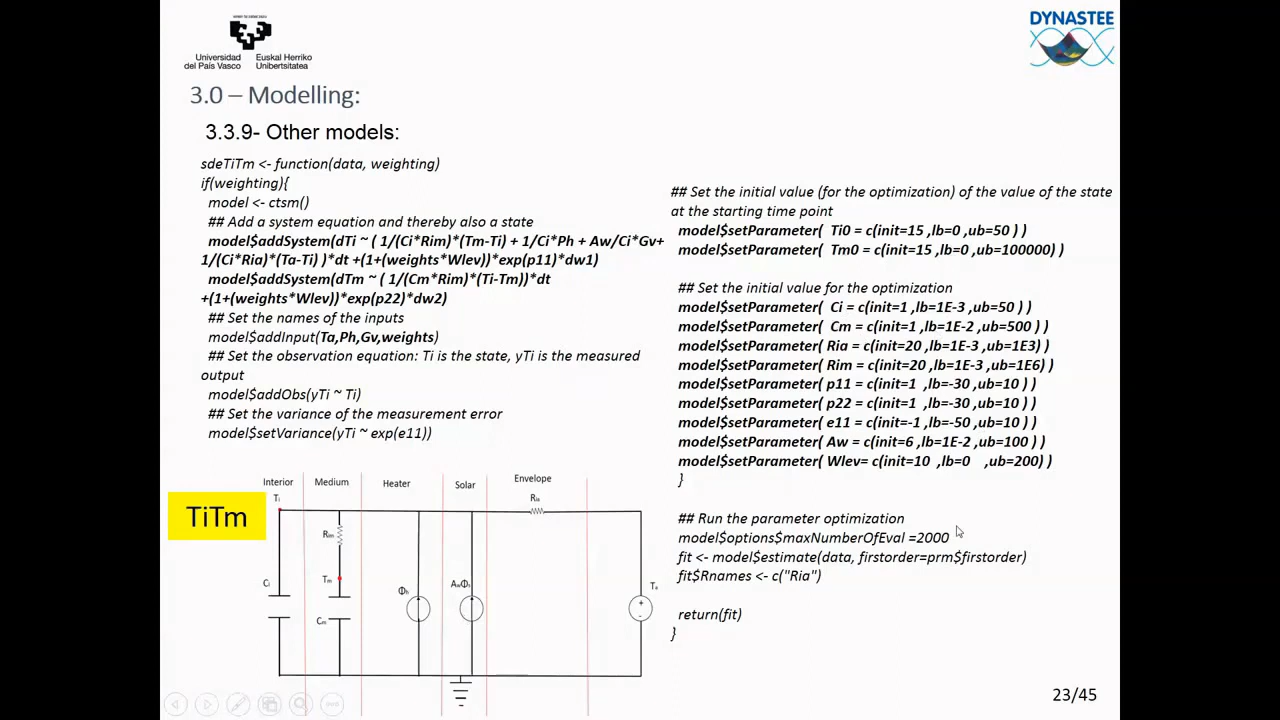 Universidad
del País Vasco
Euskal Herriko
Unibertsitatea
DYNASTEE
3.0 – Modelling:
3.3.9- Other models:
sdeTiTm <- function(data, weighting)
if(weighting){
model <- ctsm()
## Add a system equation and thereby also a state
model$addSystem(dTi ~ ( 1/(Ci*Rim)*(Tm-Ti) + 1/Ci*Ph + Aw/Ci*Gv+
1/(Ci*Ria)*(Ta-Ti) )*dt +(1+(weights*Wlev))*exp(p11)*dw1)
model$addSystem(dTm ~ ( 1/(Cm*Rim)*(Ti-Tm))*dt
+(1+(weights*Wlev))*exp(p22)*dw2)
## Set the names of the inputs
model$addInput(Ta,Ph,Gv,weights)
## Set the observation equation: Ti is the state, yTi is the measured
output
model$addObs(yTi ~ Ti)
## Set the variance of the measurement error
model$setVariance(yTi ~ exp(e11))
## Set the initial value (for the optimization) of the value of the state
at the starting time point
model$setParameter( Ti0 = c(init=15 ,lb=0 ,ub=50 ) )
model$setParameter( Tm0 = c(init=15 ,lb=0 ,ub=100000) )
## Set the initial value for the optimization
model$setParameter( Ci = c(init=1 ,lb=1E-3 ,ub=50 ) )
model$setParameter( Cm = c(init=1 ,lb=1E-2 ,ub=500 ) )
model$setParameter( Ria = c(init=20 ,lb=1E-3 ,ub=1E3) )
model$setParameter( Rim = c(init=20 ,lb=1E-3 ,ub=1E6) )
model$setParameter( p11 = c(init=1 ,lb=-30 ,ub=10 ) )
model$setParameter( p22 = c(init=1 ,lb=-30 ,ub=10 ) )
model$setParameter( e11 = c(init=-1 ,lb=-50 ,ub=10 ) )
model$setParameter( Aw = c(init=6 ,lb=1E-2 ,ub=100 ) )
model$setParameter( Wlev= c(init=10 ,lb=0 ,ub=200) )
}
## Run the parameter optimization
model$options$maxNumberOfEval =2000
fit <- model$estimate(data, firstorder=prm$firstorder)
fit$Rnames <- c("Ria")
return(fit)
}
TiTm
Interior
Medium
Heater
Solar
Envelope
Ti
Ria
Rim
Tm
Ci
Cm
Φh
AwΦs
Ta
+
-
23/45